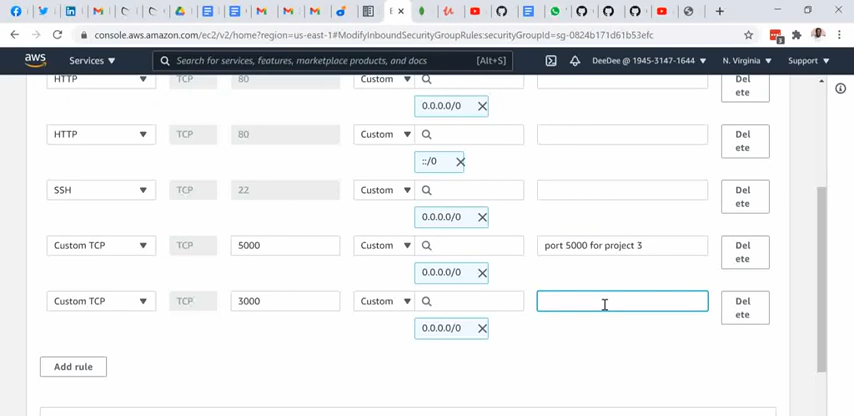 console.aws.amazon.com/ec2/v2/home?region=us-east-1#ModifyInboundSecurityGroupRules:securityGroupId=sg-0824b171d61b53efc
aws
Services
Search for services, features, marketplace products, and docs
[Alt+S]
DeeDee @ 1945-3147-1644
N. Virginia
Support
HTTP
TCP
80
Custom
Del
ete
0.0.0.0/0
HTTP
TCP
80
Custom
Del
ete
::/0
SSH
TCP
22
Custom
Del
ete
0.0.0.0/0
Custom TCP
TCP
5000
Custom
port 5000 for project 3
Del
ete
0.0.0.0/0
Custom TCP
TCP
3000
Custom
Del
ete
0.0.0.0/0
Add rule